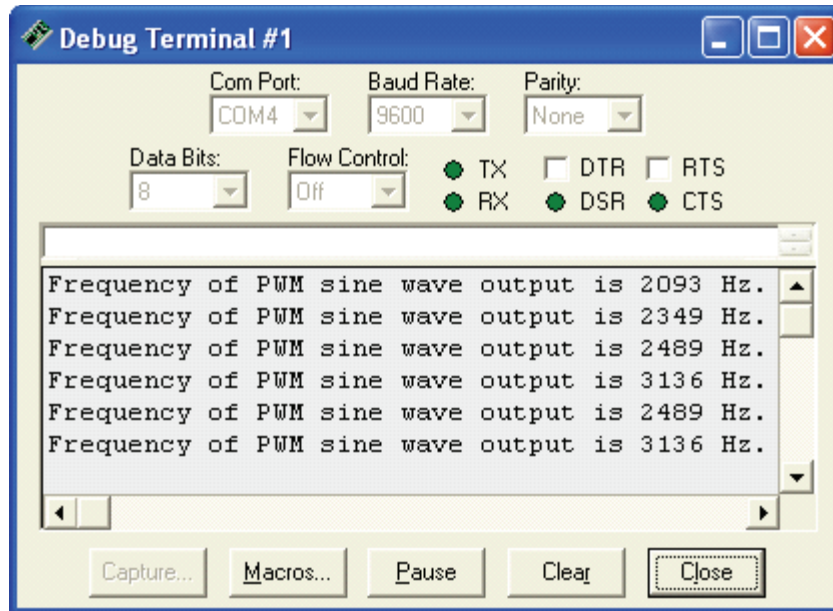 Debug Terminal #1
Com Port: Baud Rate: Parity:
COM4 9600 None
Data Bits: Flow Control: TX DTR RTS
8 Off RX DSR CTS
Frequency of PWM sine wave output is 2093 Hz.
Frequency of PWM sine wave output is 2349 Hz.
Frequency of PWM sine wave output is 2489 Hz.
Frequency of PWM sine wave output is 3136 Hz.
Frequency of PWM sine wave output is 2489 Hz.
Frequency of PWM sine wave output is 3136 Hz.
Capture... Macros... Pause Clear Close